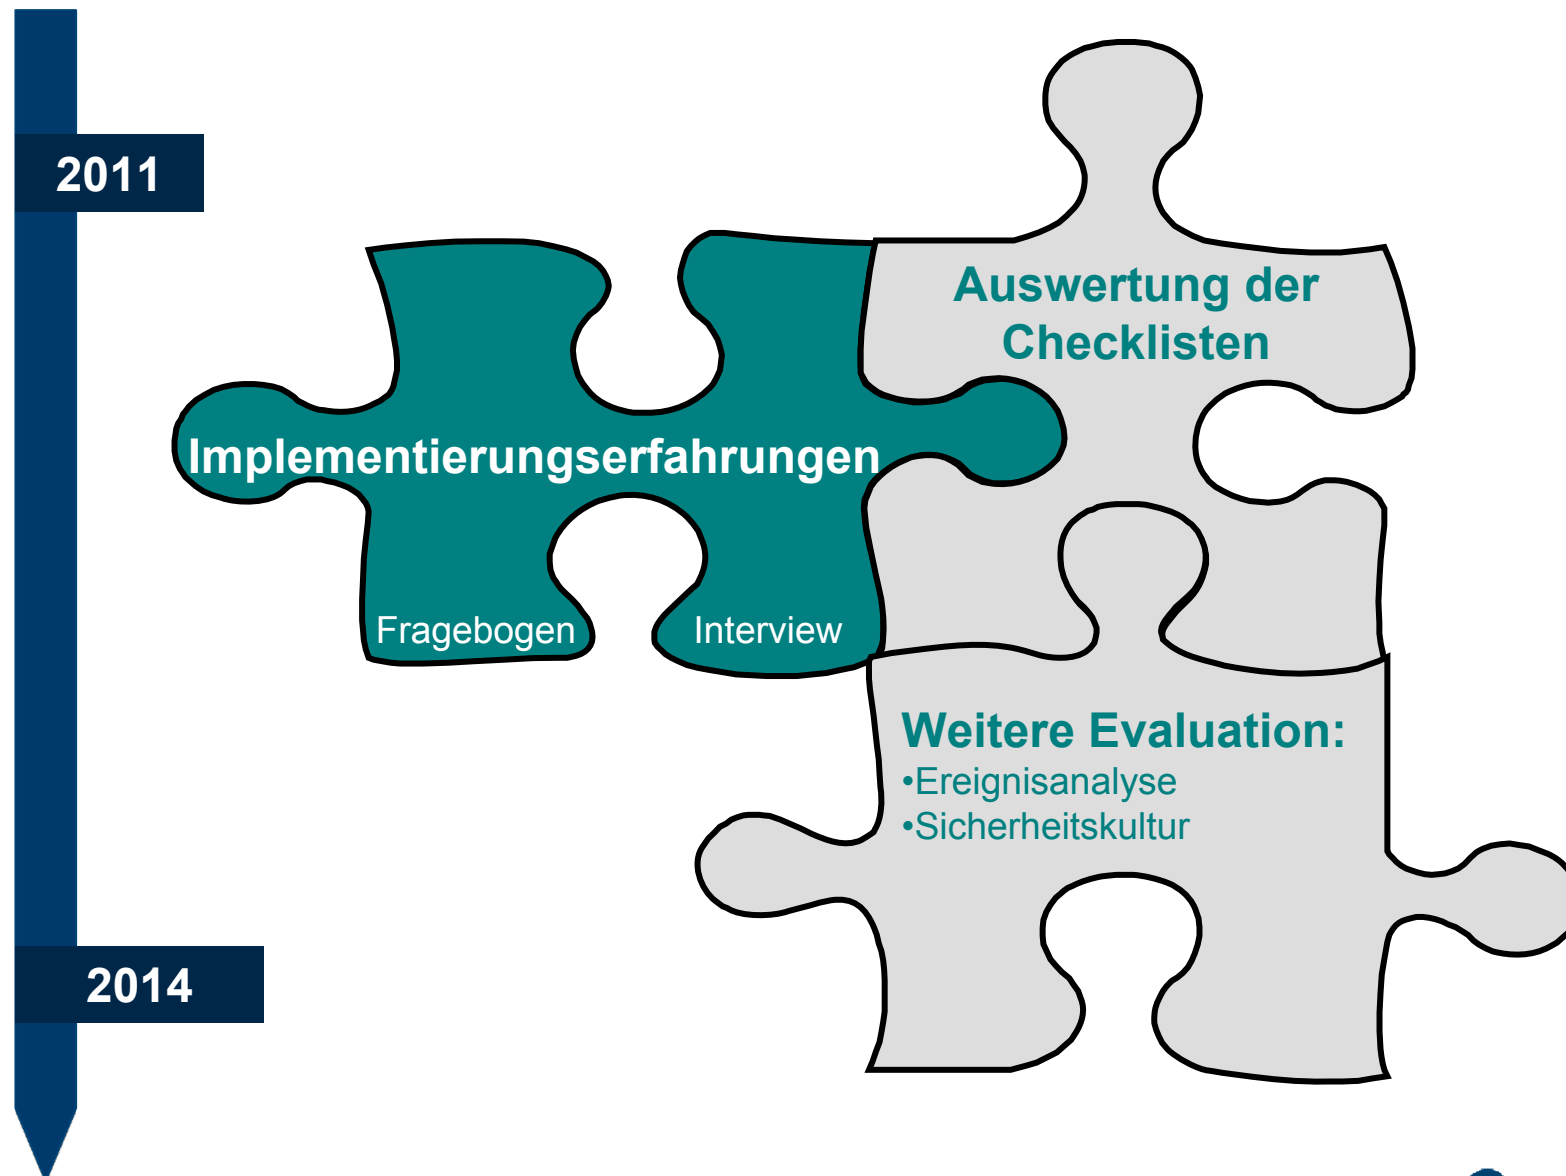 2011
Auswertung der
Checklisten
Implementierungserfahrungen
Fragebogen
Interview
Weitere Evaluation:
•Ereignisanalyse
•Sicherheitskultur
2014